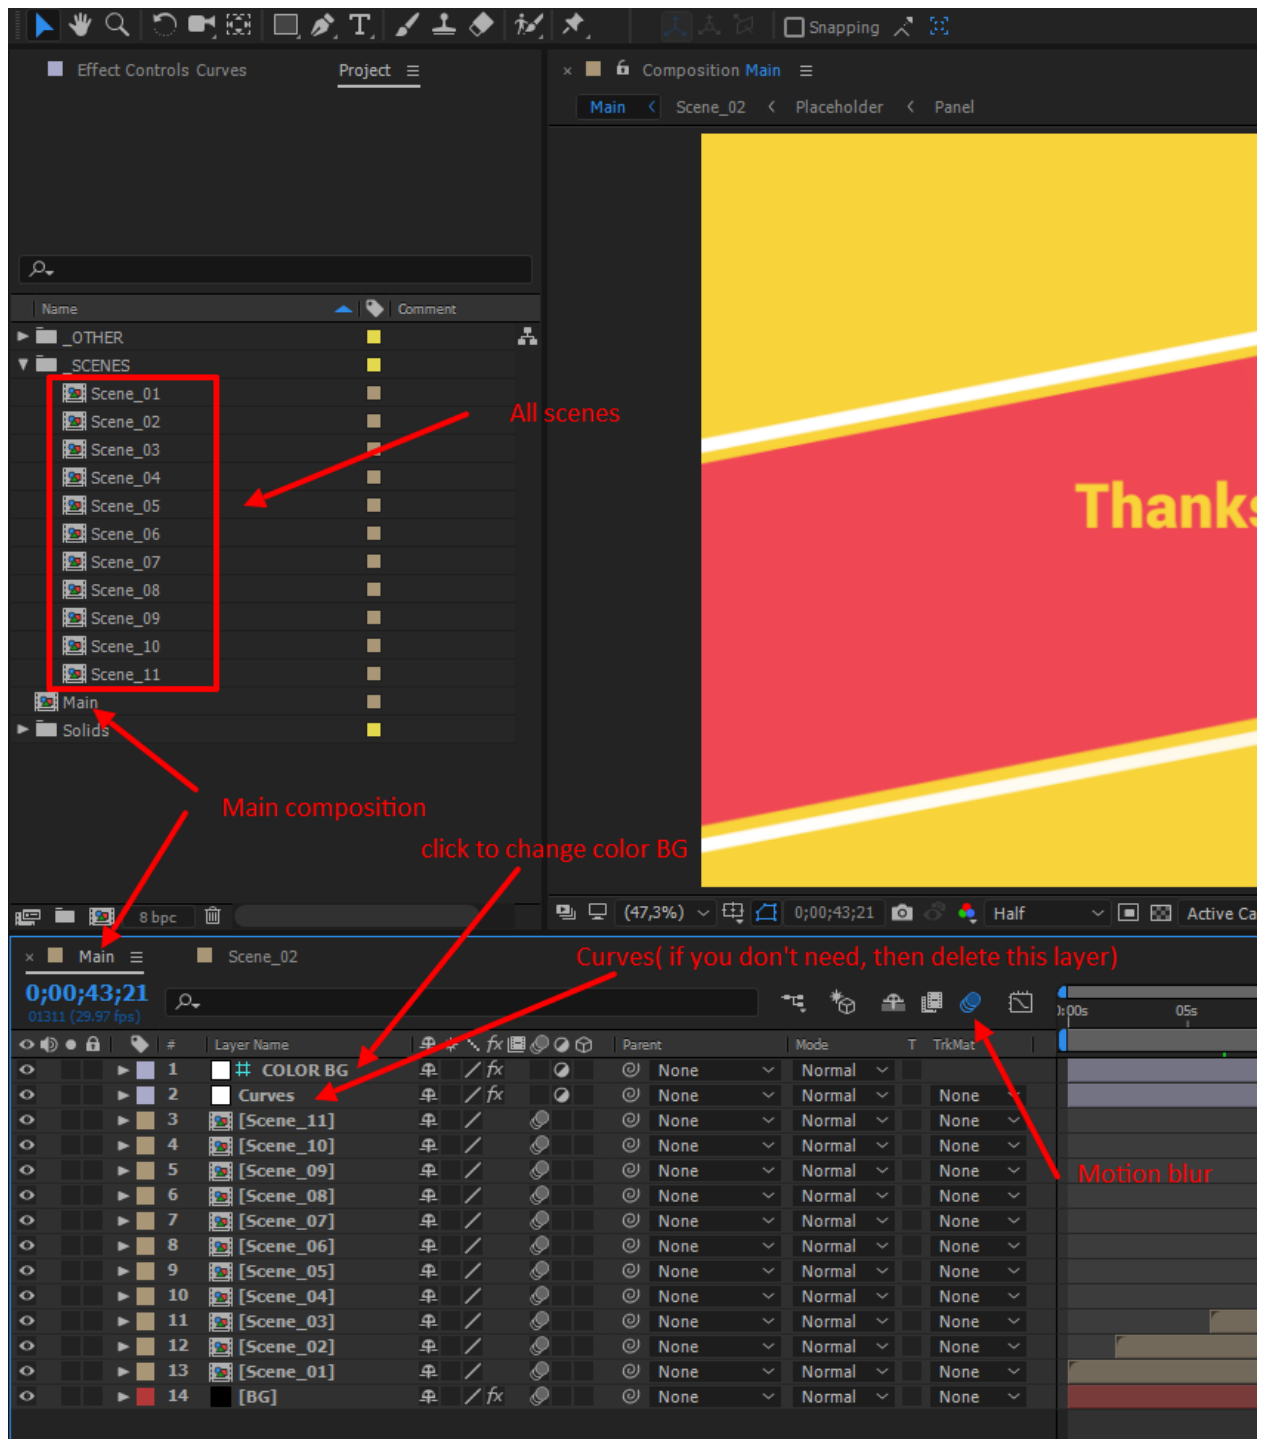 T
Snapping
Effect Controls Curves
Project
Composition Main
Main
Scene_02
Placeholder
Panel
Name
Comment
_OTHER
_SCENES
Scene_01
Scene_02
Scene_03
Scene_04
Scene_05
Scene_06
Scene_07
Scene_08
Scene_09
Scene_10
Scene_11
Main
Solids
All scenes
Thanks
Main composition
click to change color BG
8 bpc
(47,3%)
0;00;43;21
Half
Active Ca
Main
Scene_02
Curves( if you don't need, then delete this layer)
0;00;43;21
01311 (29.97 fps)
):00s
05s
# Layer Name fx Parent Mode T TrkMat
1 # COLOR BG fx None Normal
2 Curves fx None Normal None
3 [Scene_11] None Normal None
4 [Scene_10] None Normal None
5 [Scene_09] None Normal None
Motion blur
6 [Scene_08] None Normal None
7 [Scene_07] None Normal None
8 [Scene_06] None Normal None
9 [Scene_05] None Normal None
10 [Scene_04] None Normal None
11 [Scene_03] None Normal None
12 [Scene_02] None Normal None
13 [Scene_01] None Normal None
14 [BG] fx None Normal None